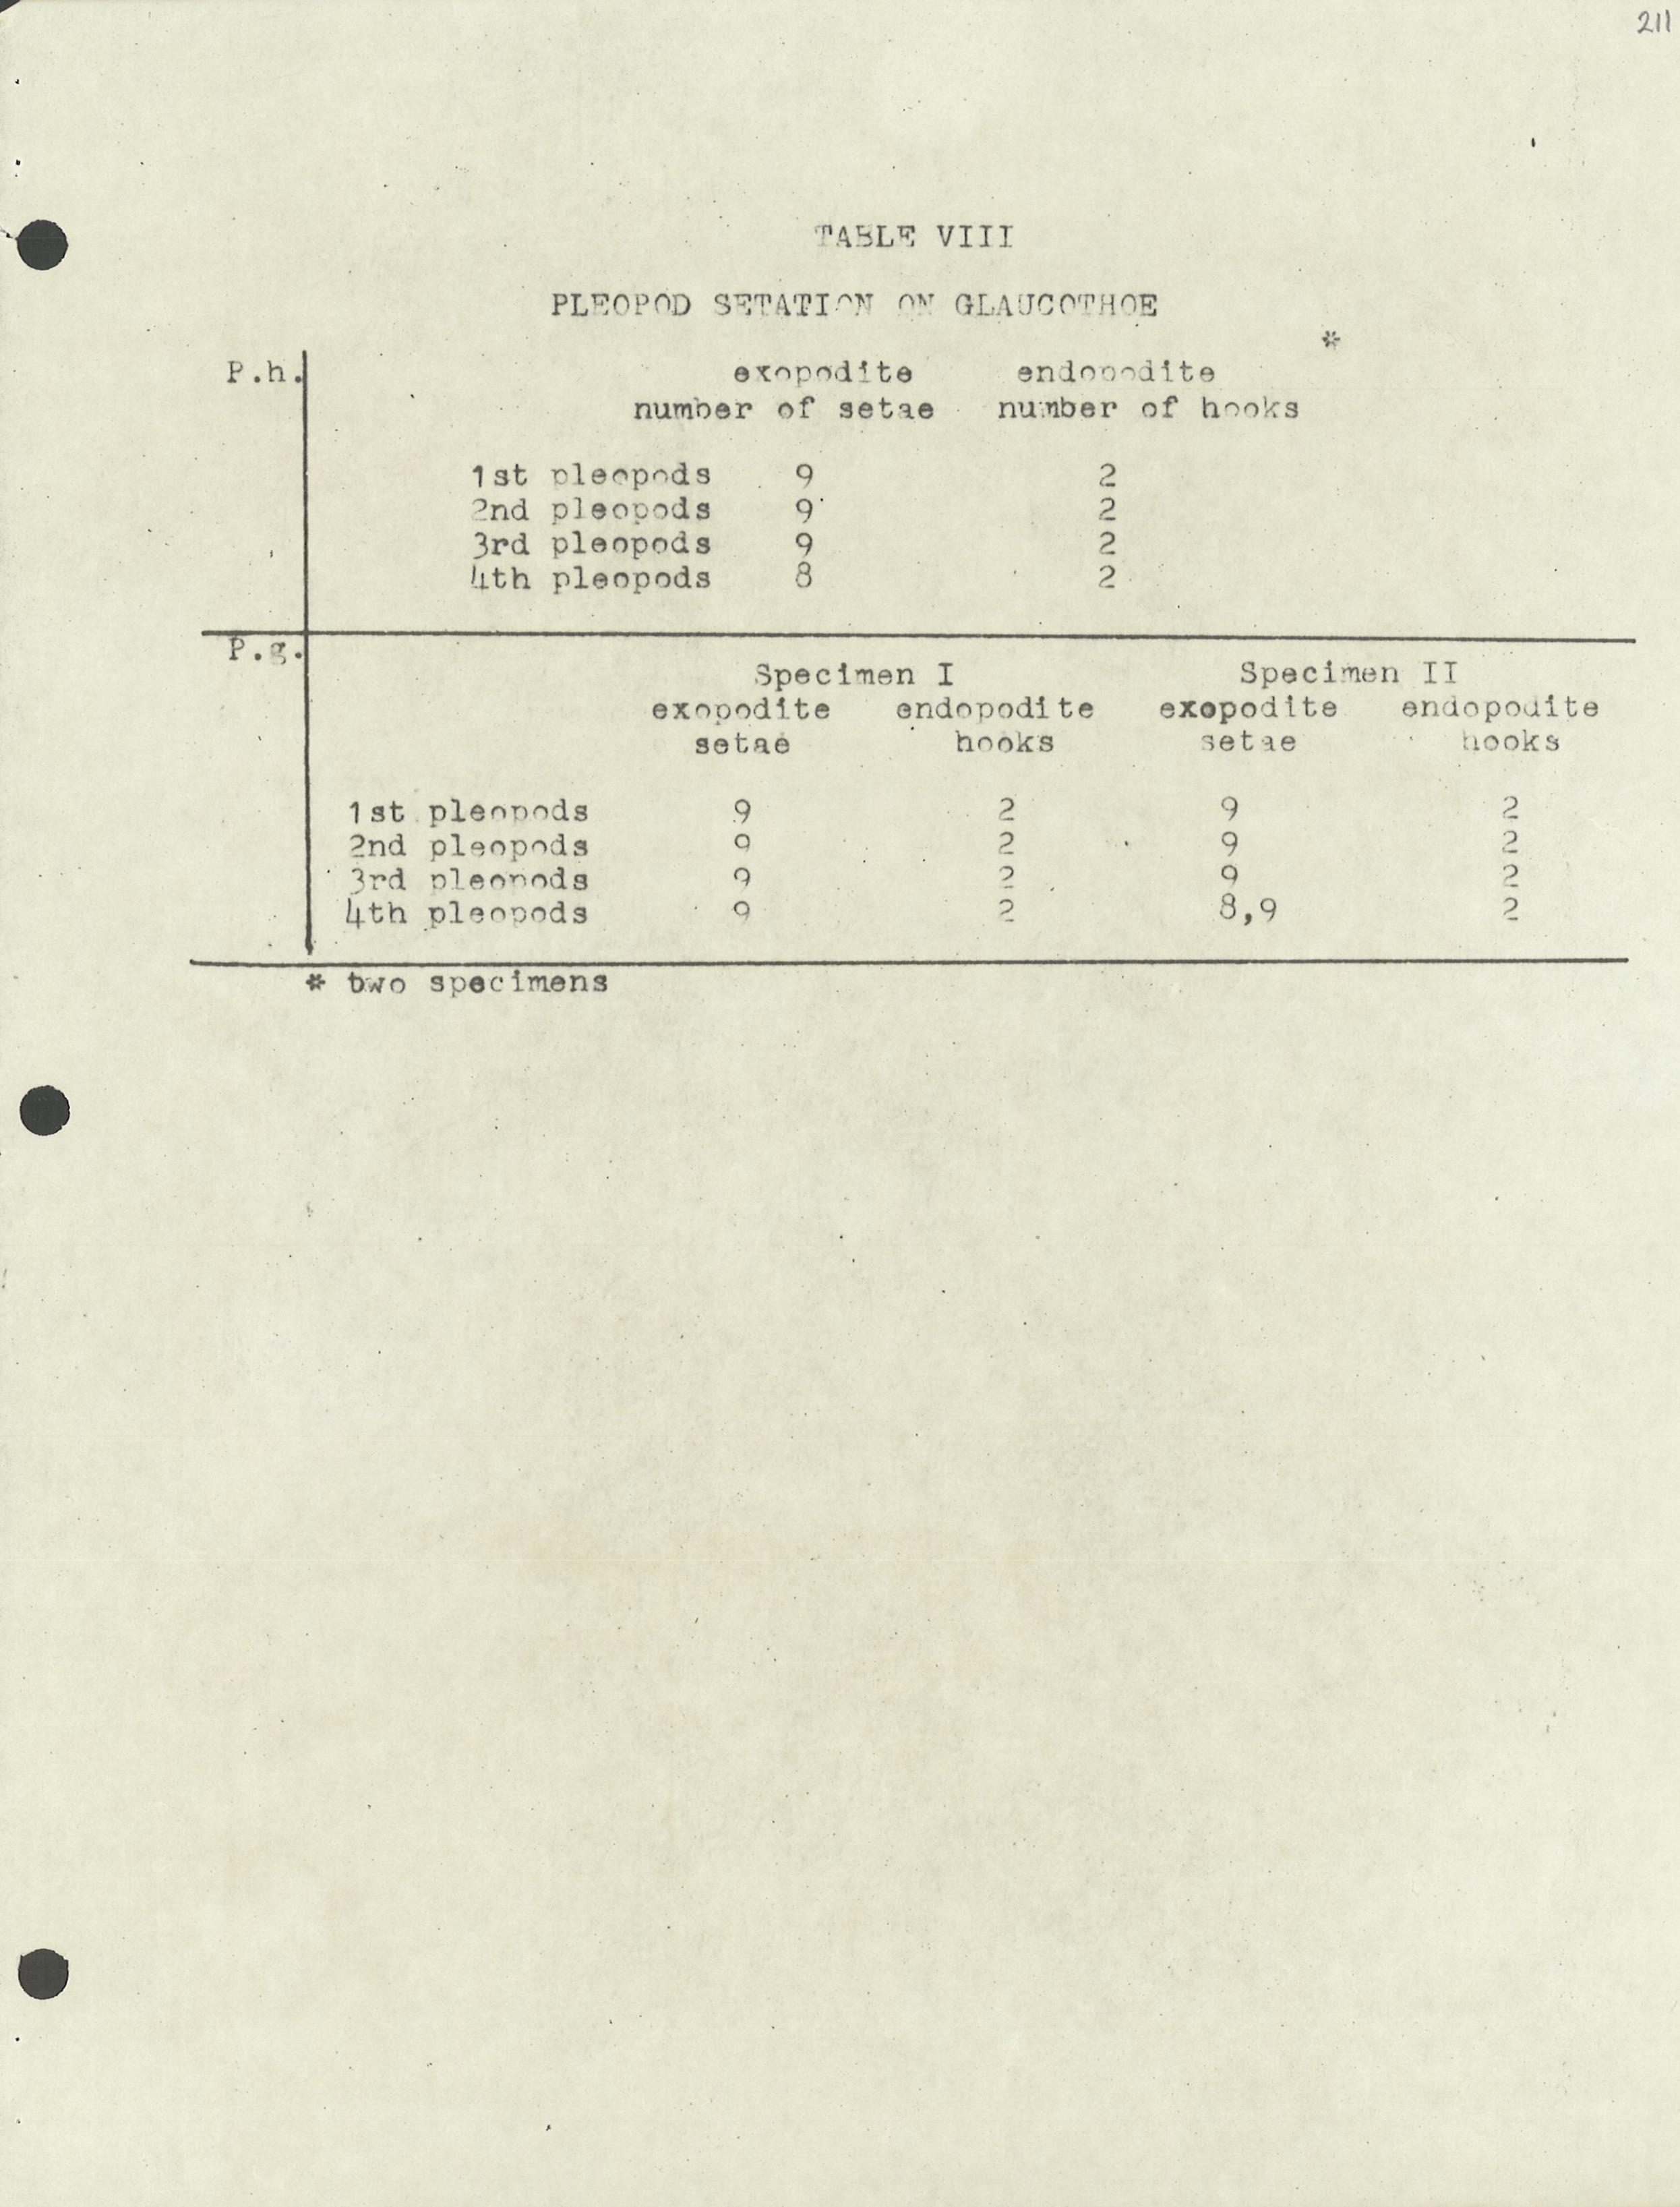 211
TABLE VIII
PLEOPOD SETATION ON GLAUCOTHOE
*
P.h. exopodite endopodite
number of setae number of hooks
1st pleopods 9 2
2nd pleopods 9 2
3rd pleopods 9 2
4th pleopods 8 2
P.g.
Specimen I Specimen II
exopodite endopodite exopodite endopodite
setae hooks setae hooks
1st pleopods 9 2 9 2
2nd pleopods 9 2 9 2
3rd pleopods 9 2 9 2
4th pleopods 9 2 8,9 2
* two specimens